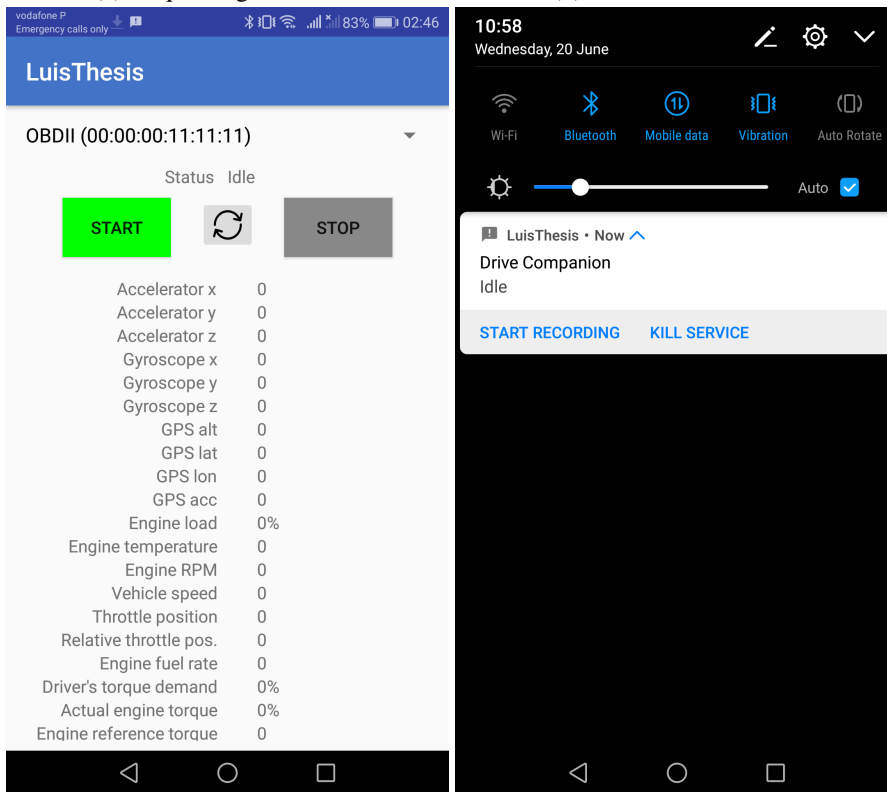 vodafone P
Emergency calls only
83% 02:46
LuisThesis
OBDII (00:00:00:11:11:11)
Status Idle
START
STOP
Accelerator x 0
Accelerator y 0
Accelerator z 0
Gyroscope x 0
Gyroscope y 0
Gyroscope z 0
GPS alt 0
GPS lat 0
GPS lon 0
GPS acc 0
Engine load 0%
Engine temperature 0
Engine RPM 0
Vehicle speed 0
Throttle position 0
Relative throttle pos. 0
Engine fuel rate 0
Driver's torque demand 0%
Actual engine torque 0%
Engine reference torque 0
10:58
Wednesday, 20 June
Wi-Fi Bluetooth Mobile data Vibration Auto Rotate
Auto
LuisThesis • Now
Drive Companion
Idle
START RECORDING KILL SERVICE